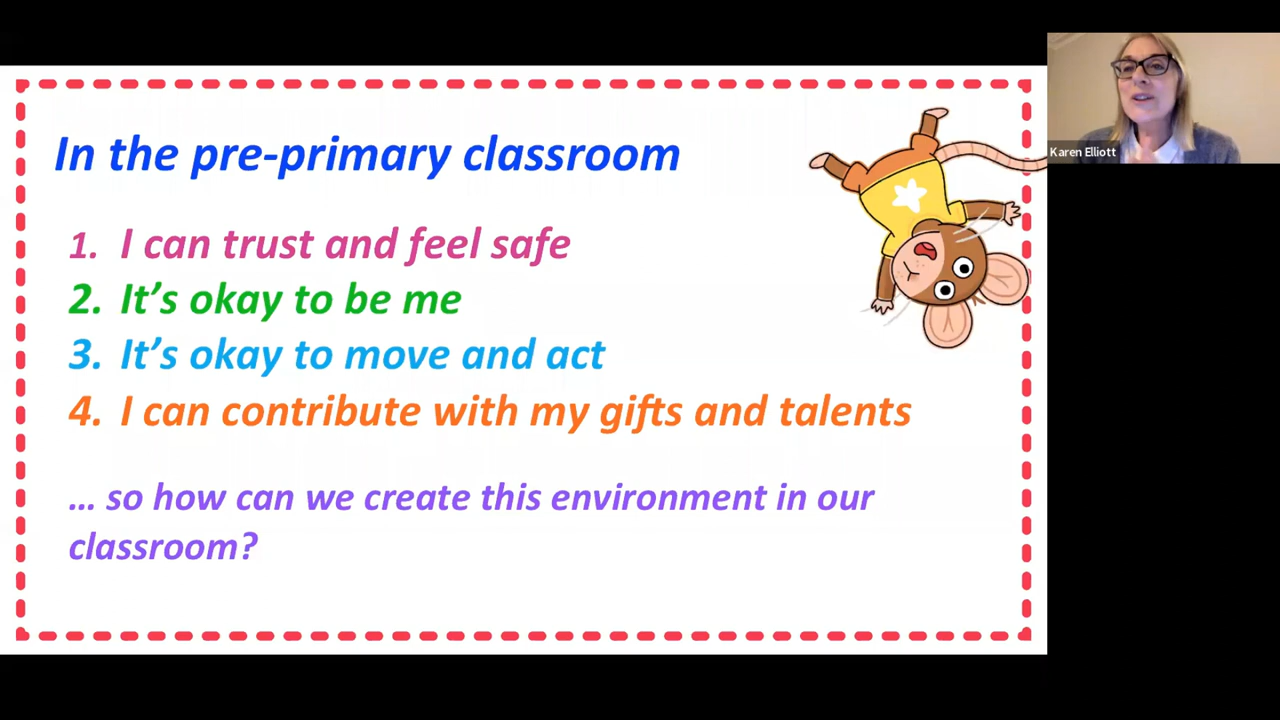 In the pre-primary classroom
1. I can trust and feel safe
2. It’s okay to be me
3. It’s okay to move and act
4. I can contribute with my gifts and talents
... so how can we create this environment in our
classroom?
Karen Elliott